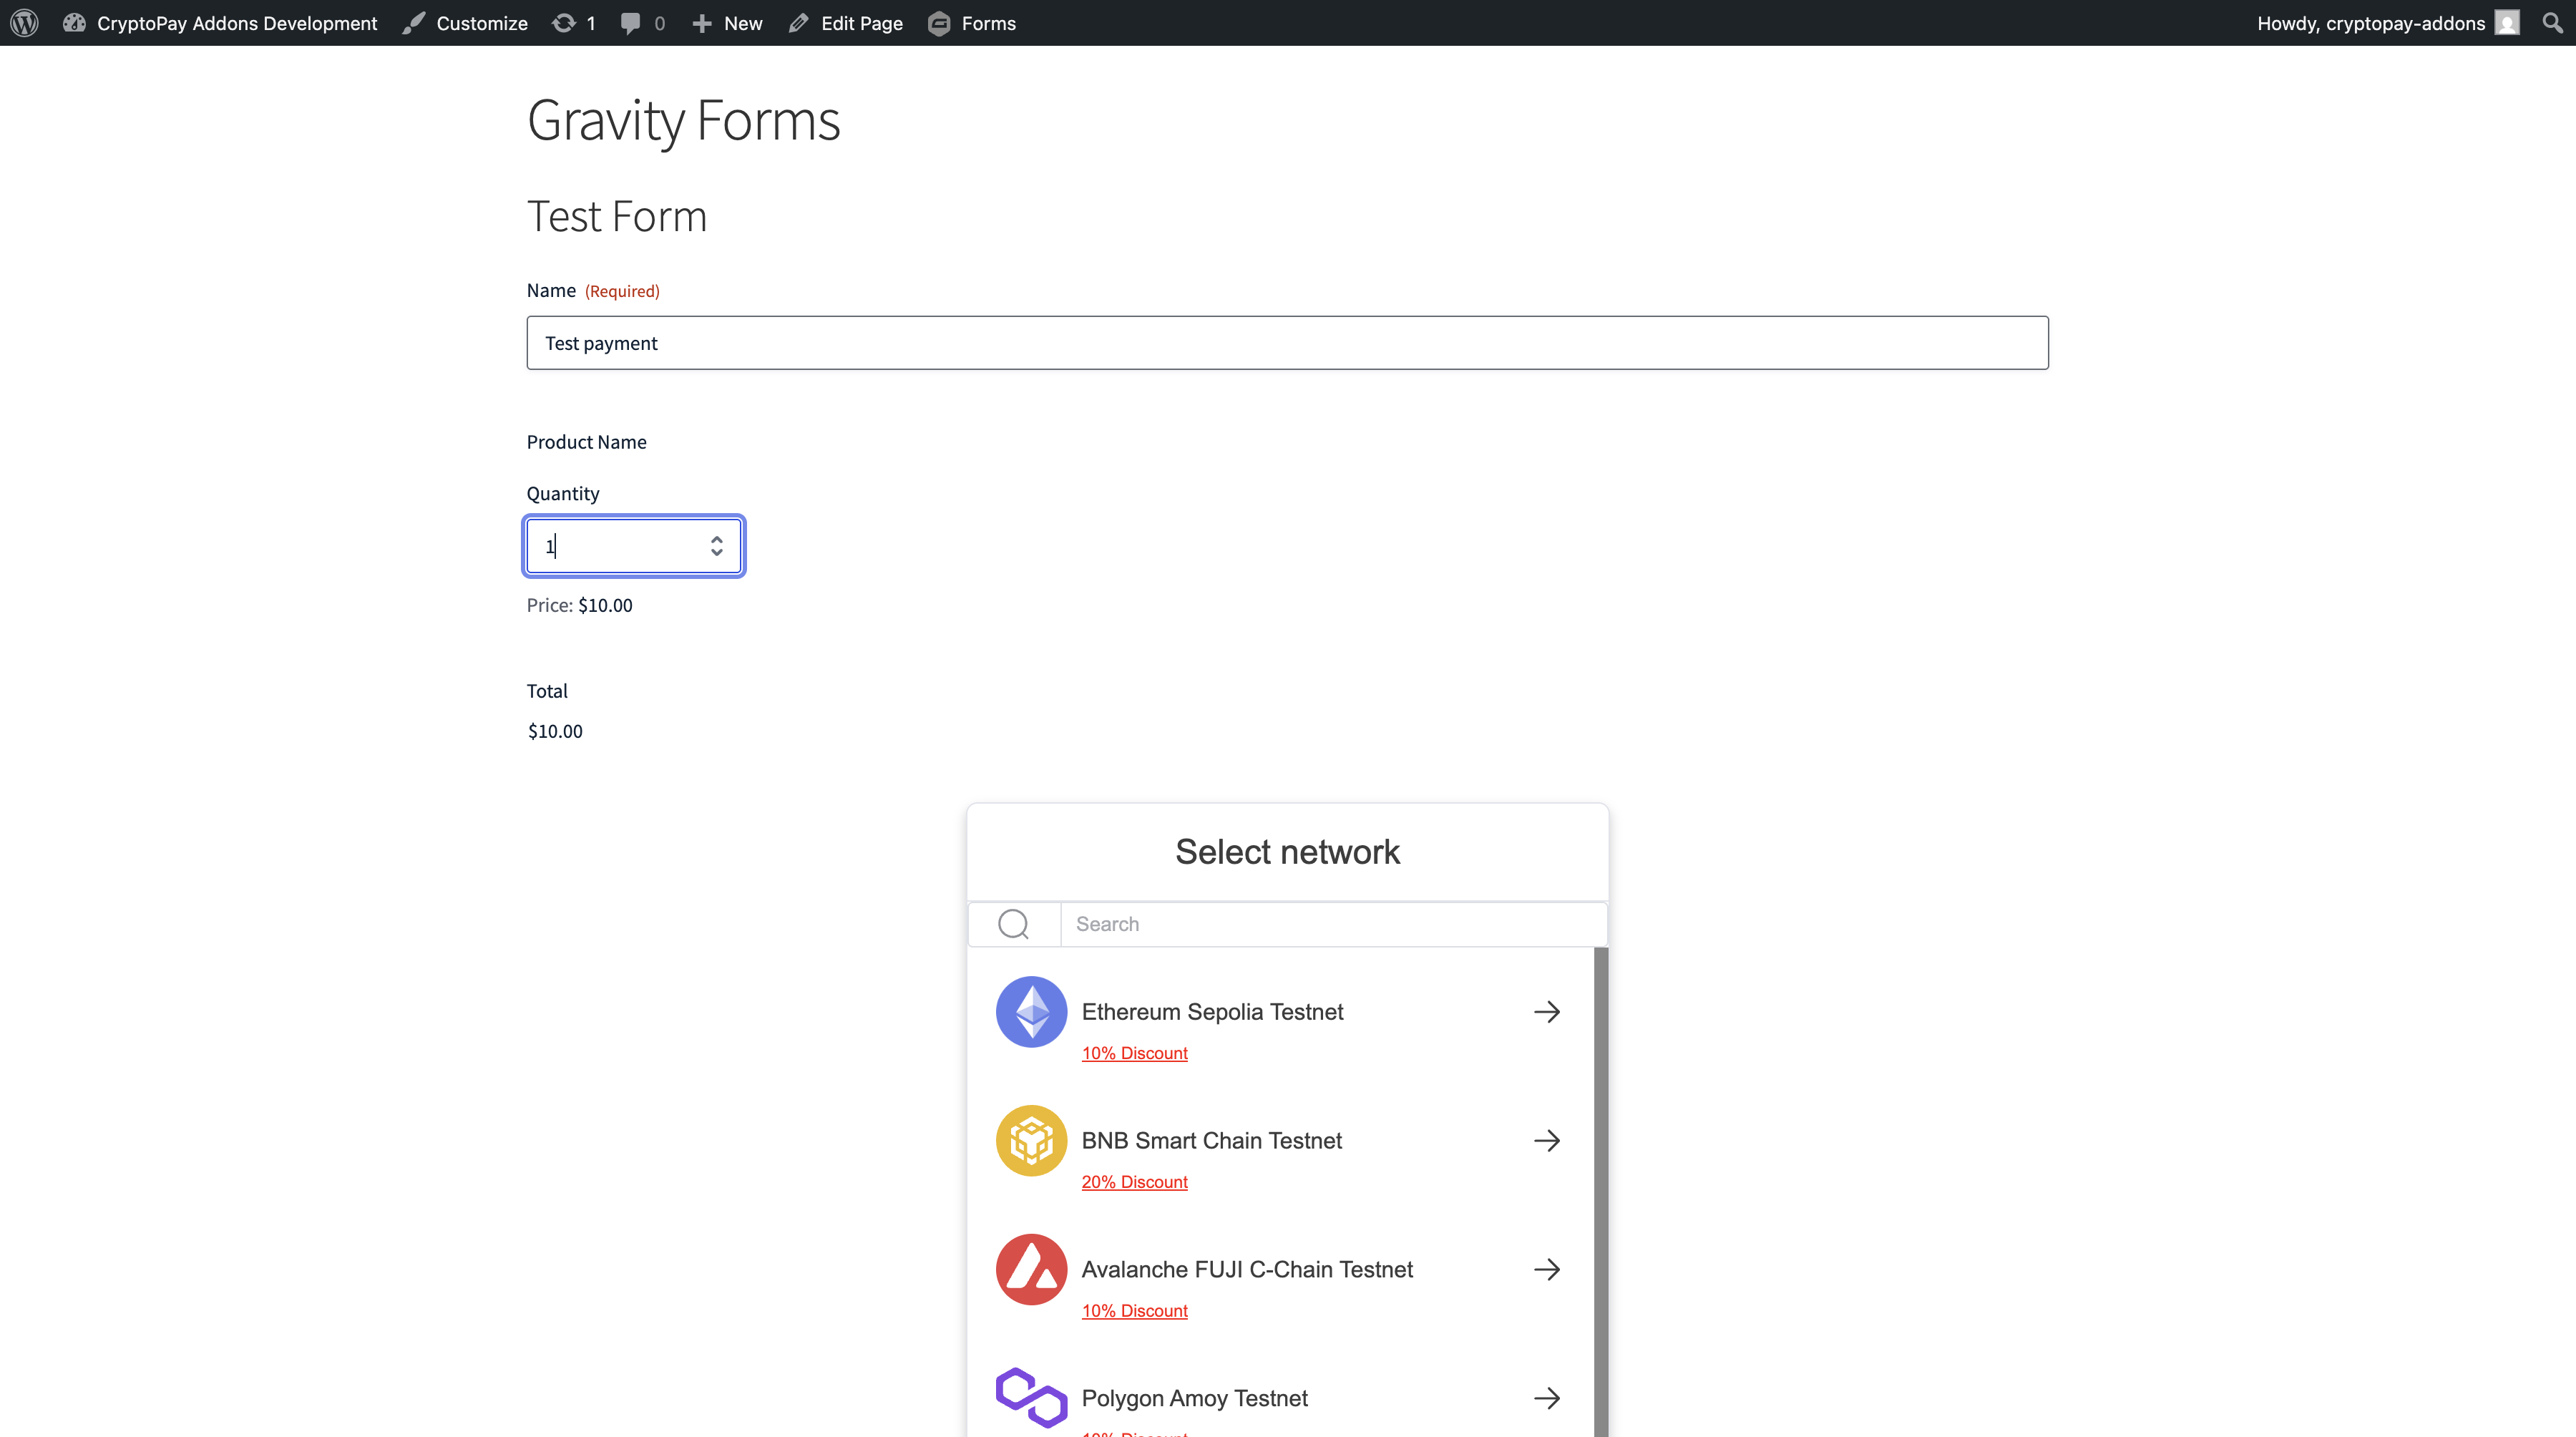 CryptoPay Addons Development Customize 1 0 New Edit Page Forms Howdy, cryptopay-addons
Gravity Forms
Test Form
Name (Required)
Test payment
Product Name
Quantity
1
Price: $10.00
Total
$10.00
Select network
Search
Ethereum Sepolia Testnet
10% Discount
BNB Smart Chain Testnet
20% Discount
Avalanche FUJI C-Chain Testnet
10% Discount
Polygon Amoy Testnet